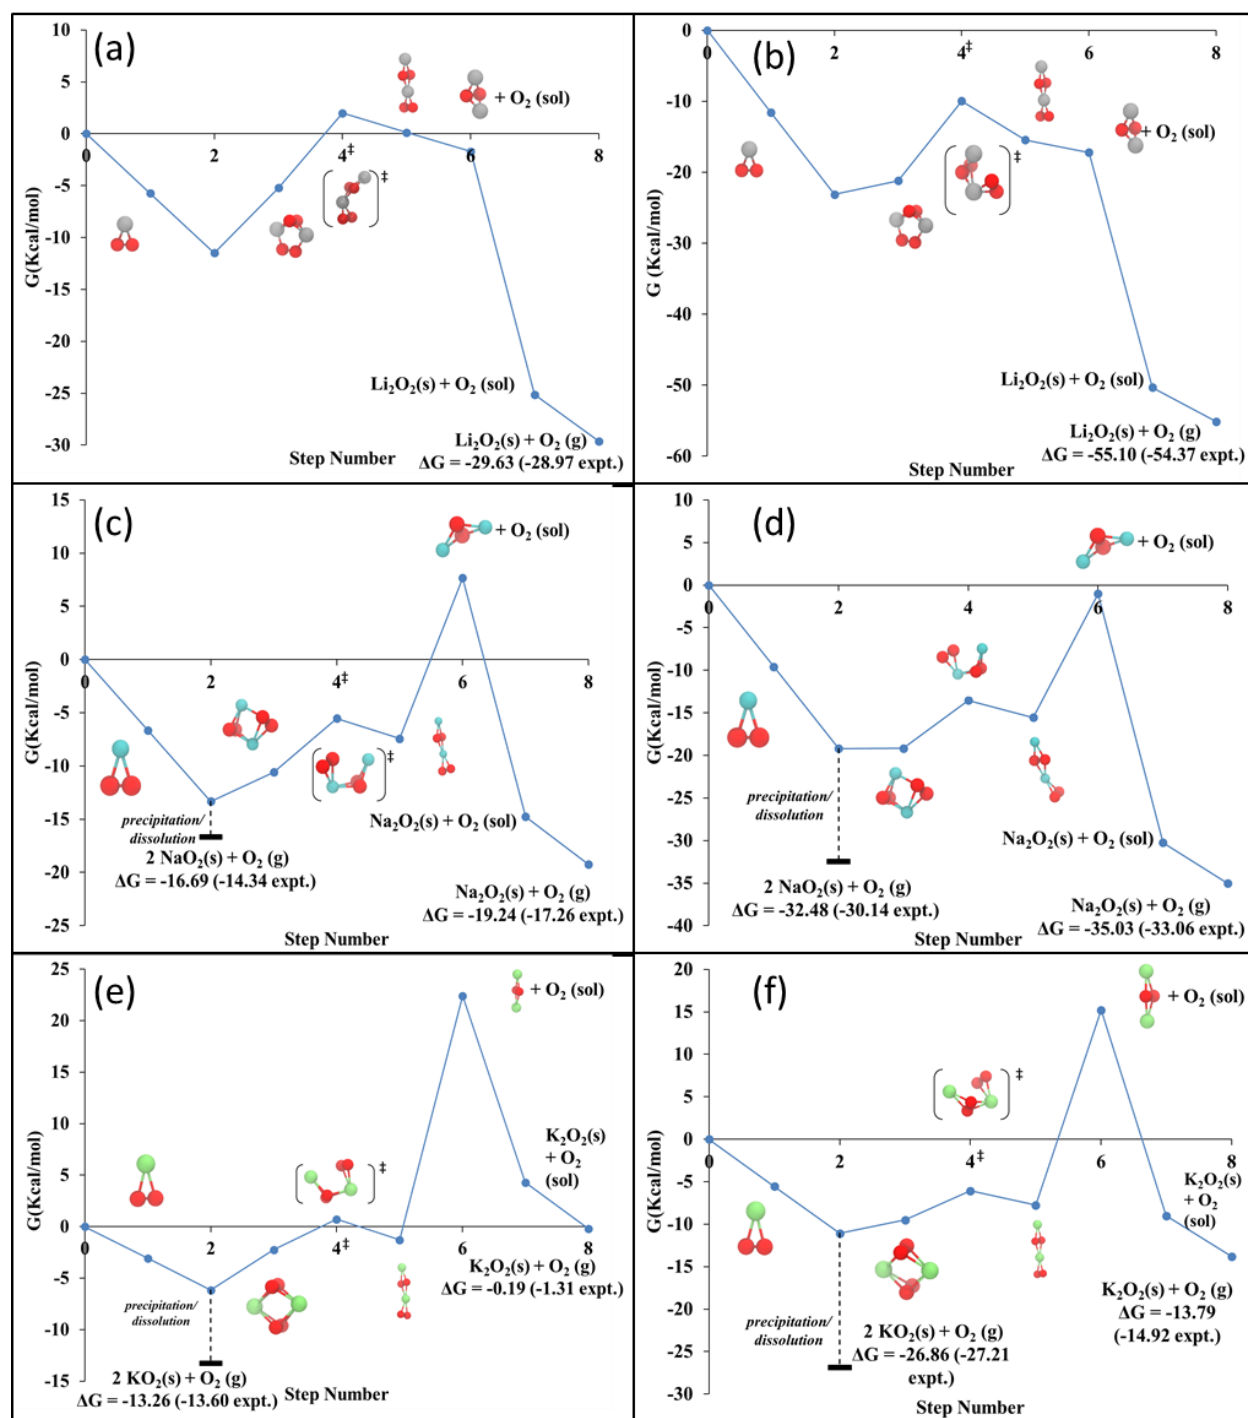 (a)
10
5
0
-5
-10
-15
-20
-25
-30
G(Kcal/mol)
0
2
4‡
6
8
+ O2 (sol)
‡
Li2O2(s) + O2 (sol)
Li2O2(s) + O2 (g)
ΔG = -29.63 (-28.97 expt.)
Step Number
(b)
0
-10
-20
-30
-40
-50
-60
G (Kcal/mol)
0
2
4‡
6
8
+ O2 (sol)
‡
Li2O2(s) + O2 (sol)
Li2O2(s) + O2 (g)
ΔG = -55.10 (-54.37 expt.)
Step Number
(c)
15
10
5
0
-5
-10
-15
-20
-25
G(Kcal/mol)
0
2
4‡
6
8
+ O2 (sol)
‡
precipitation/
dissolution
2 NaO2(s) + O2 (g)
ΔG = -16.69 (-14.34 expt.)
Na2O2(s) + O2 (sol)
Na2O2(s) + O2 (g)
ΔG = -19.24 (-17.26 expt.)
Step Number
(d)
10
5
0
-5
-10
-15
-20
-25
-30
-35
-40
G(Kcal/mol)
0
2
4
6
8
+ O2 (sol)
precipitation/
dissolution
2 NaO2(s) + O2 (g)
ΔG = -32.48 (-30.14 expt.)
Na2O2(s) + O2 (sol)
Na2O2(s) + O2 (g)
ΔG = -35.03 (-33.06 expt.)
Step Number
(e)
25
20
15
10
5
0
-5
-10
-15
G(Kcal/mol)
0
2
4‡
6
8
+ O2 (sol)
‡
K2O2(s)
+ O2
(sol)
K2O2(s) + O2 (g)
ΔG = -0.19 (-1.31 expt.)
precipitation/
dissolution
2 KO2(s) + O2 (g)
ΔG = -13.26 (-13.60 expt.)
Step Number
(f)
20
15
10
5
0
-5
-10
-15
-20
-25
-30
G(Kcal/mol)
0
2
4‡
6
8
+ O2 (sol)
‡
K2O2(s)
+ O2
(sol)
K2O2(s) + O2 (g)
ΔG = -13.79
(-14.92 expt.)
precipitation/
dissolution
2 KO2(s) + O2 (g)
ΔG = -26.86 (-27.21
expt.)
Step Number